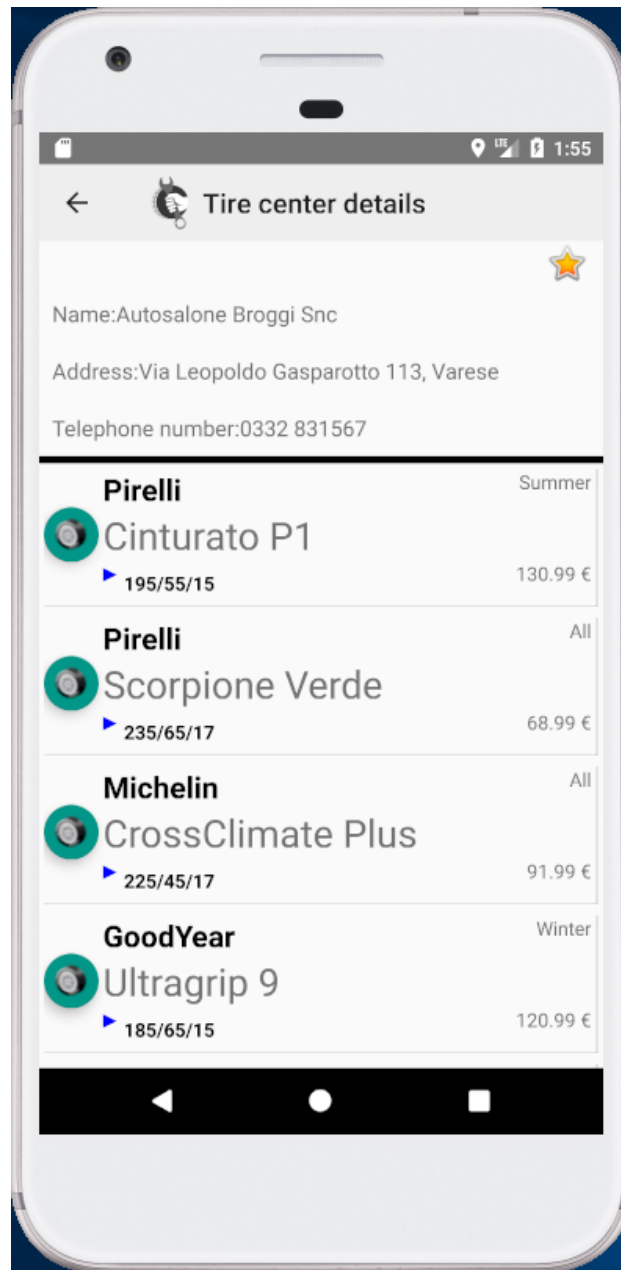 LTE 1:55
Tire center details
Name:Autosalone Broggi Snc
Address:Via Leopoldo Gasparotto 113, Varese
Telephone number:0332 831567
Pirelli Summer
Cinturato P1
195/55/15 130.99 €
Pirelli All
Scorpione Verde
235/65/17 68.99 €
Michelin All
CrossClimate Plus
225/45/17 91.99 €
GoodYear Winter
Ultragrip 9
185/65/15 120.99 €